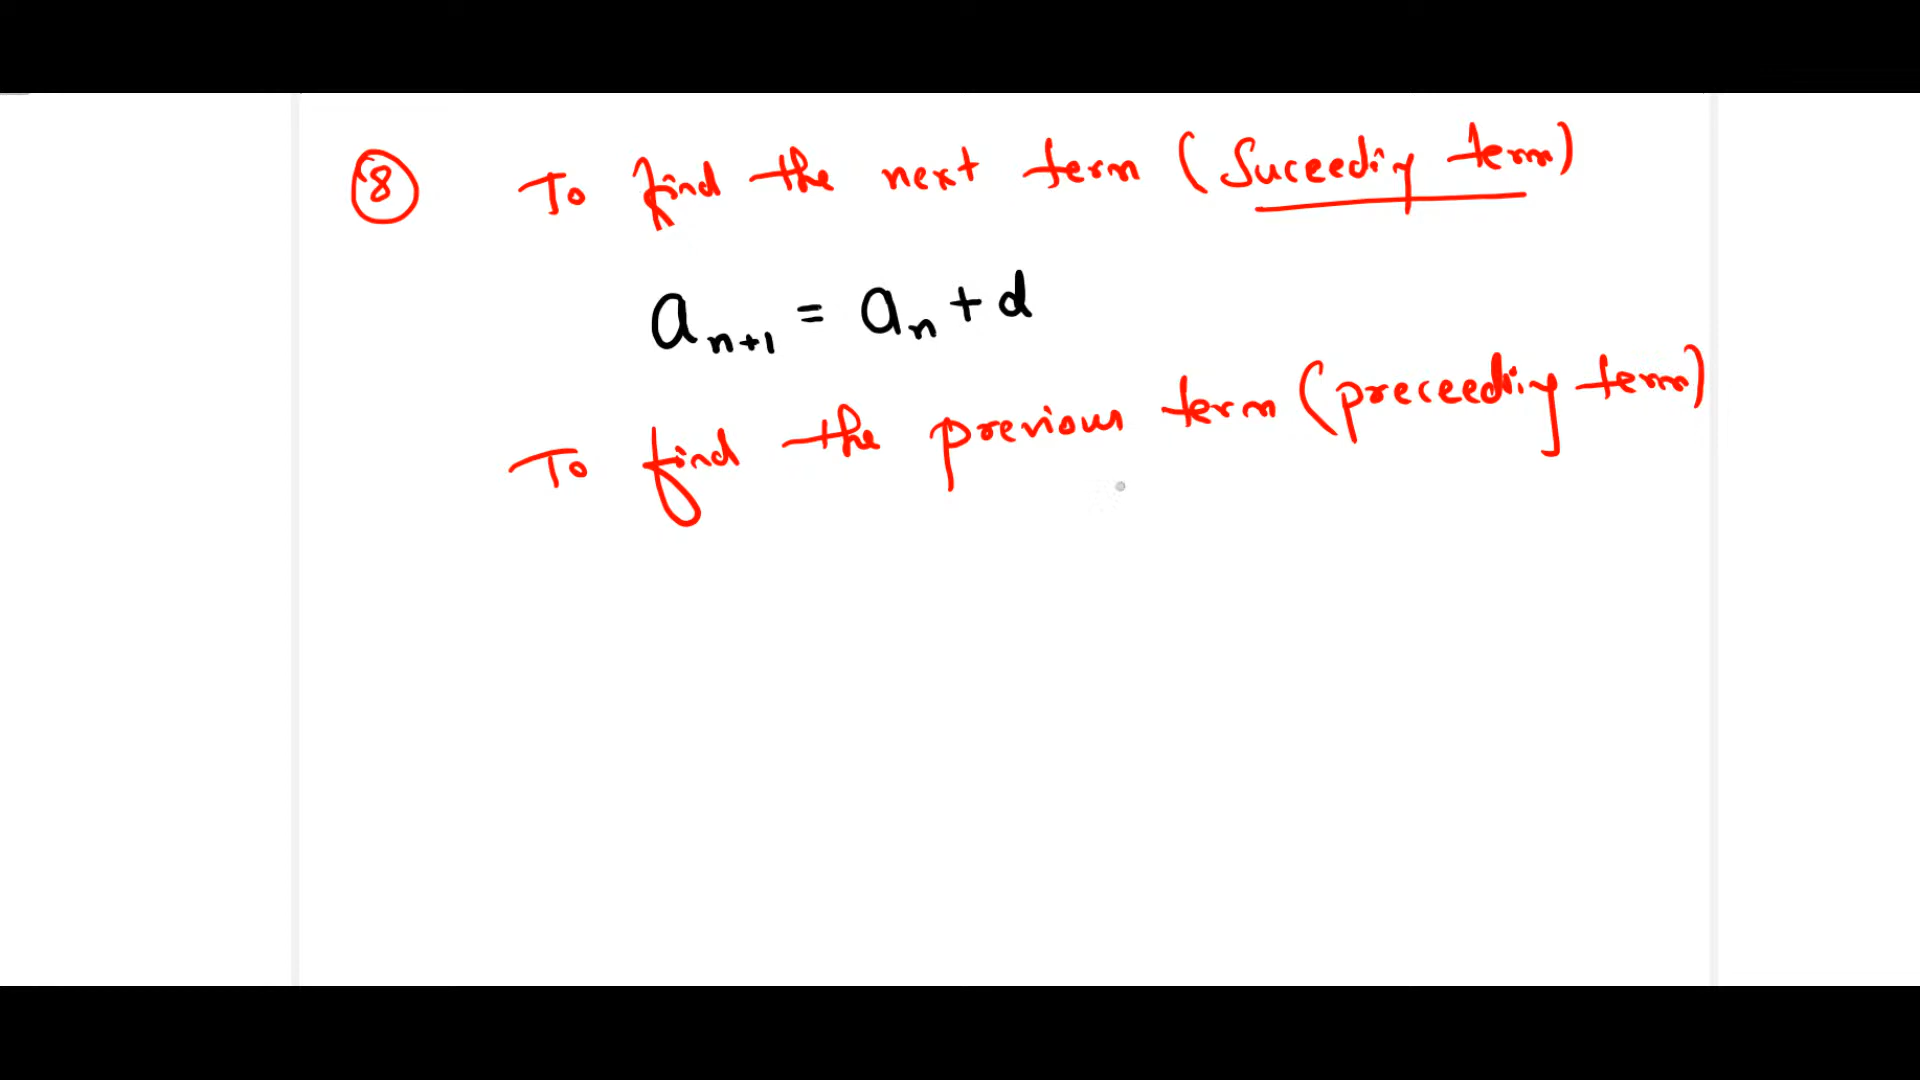 ⑧ To find the next term (Suceeding term)
a_{n+1} = a_n + d
To find the previous term (preceeding term)